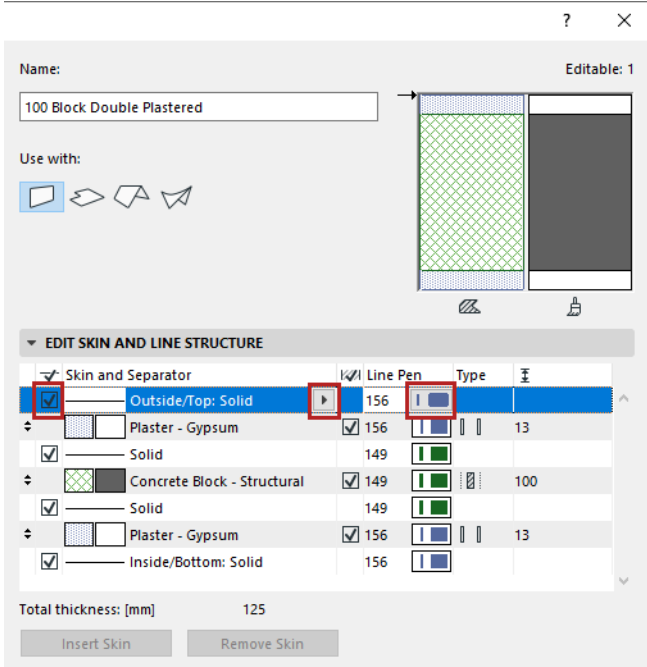 ?
Name:
Editable: 1
100 Block Double Plastered
Use with:
EDIT SKIN AND LINE STRUCTURE
Skin and Separator Line Pen Type
Outside/Top: Solid 156
Plaster - Gypsum 156 13
Solid 149
Concrete Block - Structural 149 100
Solid 149
Plaster - Gypsum 156 13
Inside/Bottom: Solid 156
Total thickness: [mm] 125
Insert Skin Remove Skin